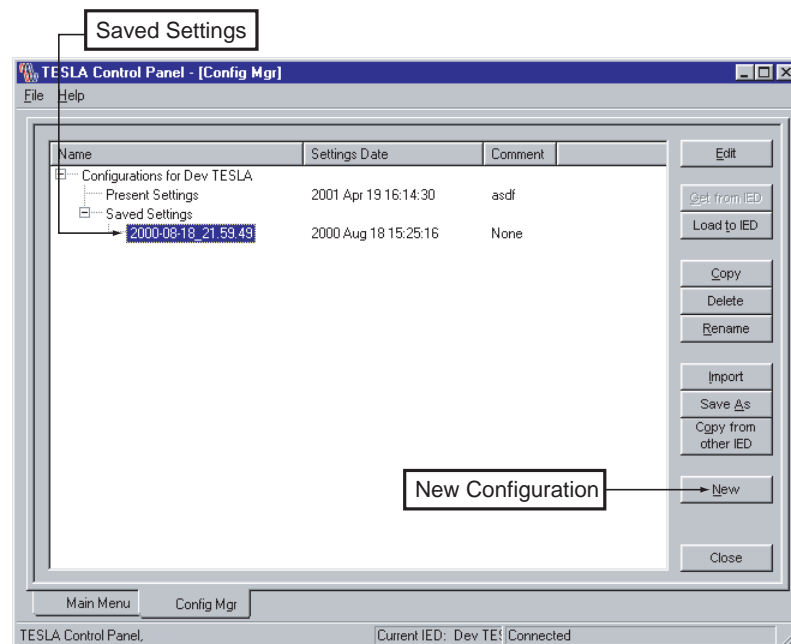 Saved Settings
TESLA Control Panel - [Config Mgr]
File Help
Name Settings Date Comment
Configurations for Dev TESLA
Present Settings 2001 Apr 19 16:14:30 asdf
Saved Settings
2000-08-18_21.59.49 2000 Aug 18 15:25:16 None
Edit
Get from IED
Load to IED
Copy
Delete
Rename
Import
Save As
Copy from
other IED
New Configuration
New
Close
Main Menu Config Mgr
TESLA Control Panel, Current IED: Dev TES Connected